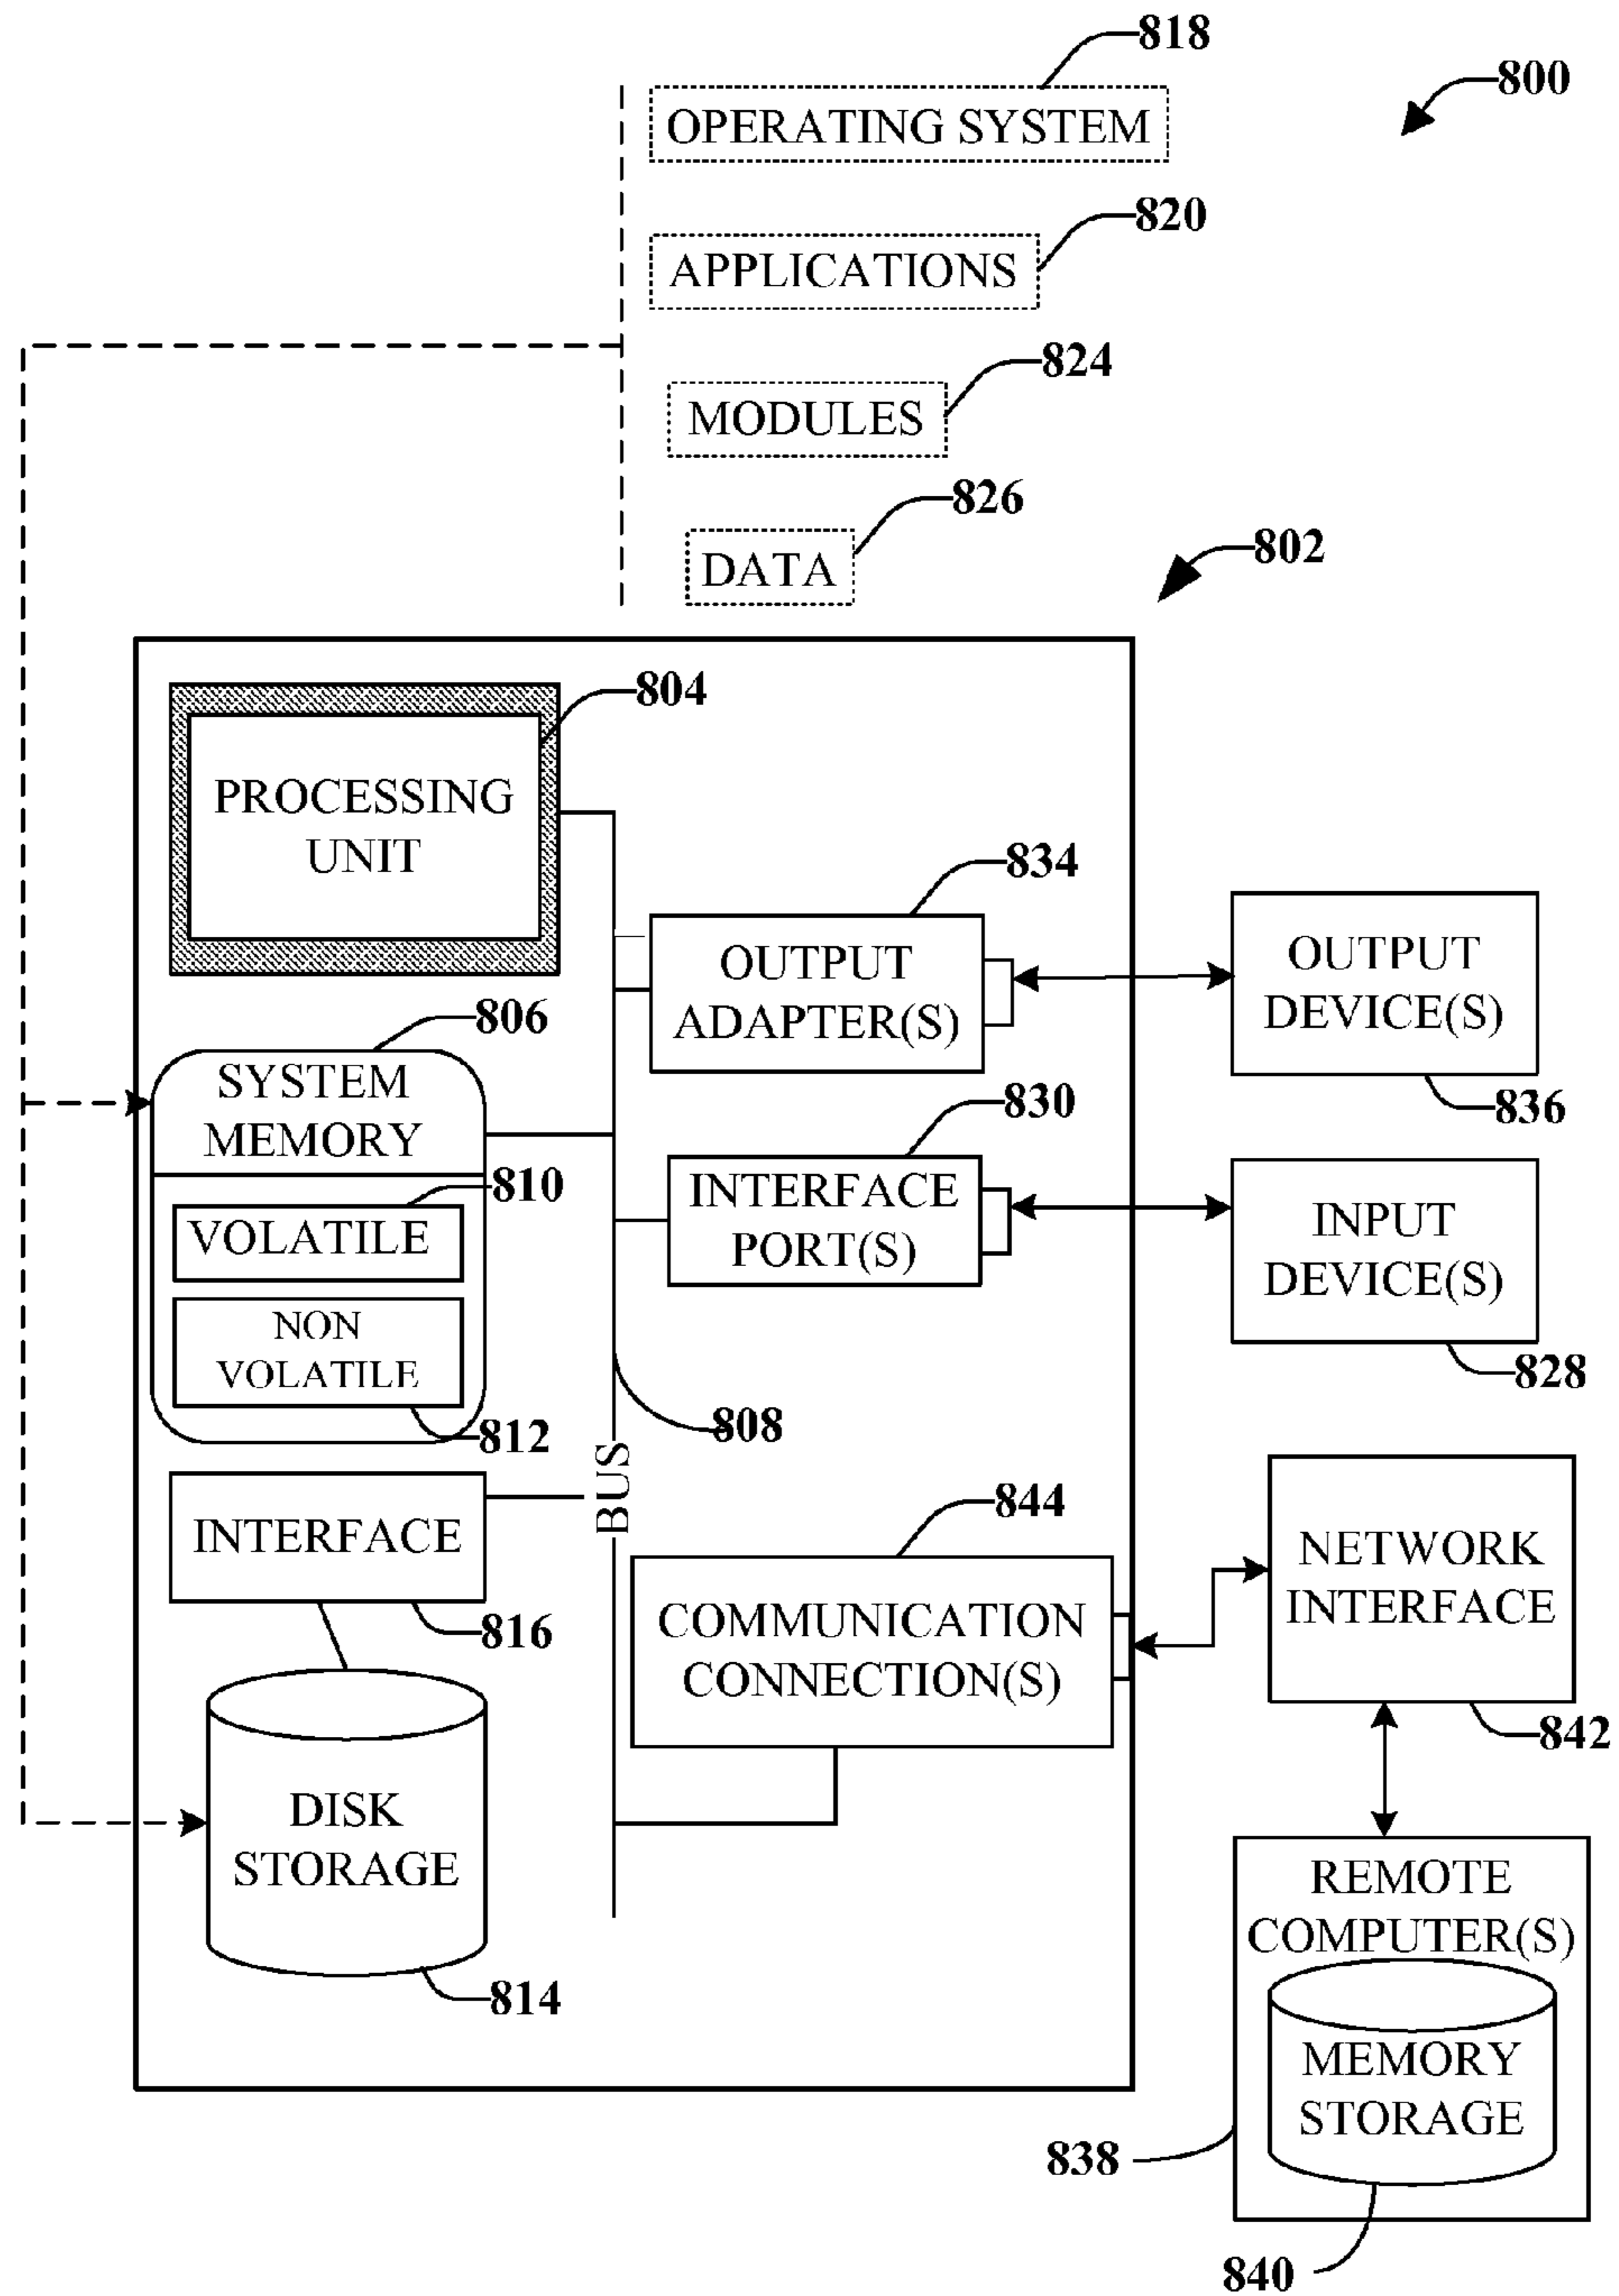 818
800
OPERATING SYSTEM
820
APPLICATIONS
824
MODULES
826
DATA
802
804
PROCESSING
UNIT
834
OUTPUT
ADAPTER(S)
OUTPUT
DEVICE(S)
836
806
SYSTEM
MEMORY
830
INTERFACE
PORT(S)
INPUT
DEVICE(S)
828
810
VOLATILE
NON
VOLATILE
812
808
BUS
INTERFACE
816
844
COMMUNICATION
CONNECTION(S)
NETWORK
INTERFACE
842
DISK
STORAGE
814
REMOTE
COMPUTER(S)
MEMORY
STORAGE
838
840